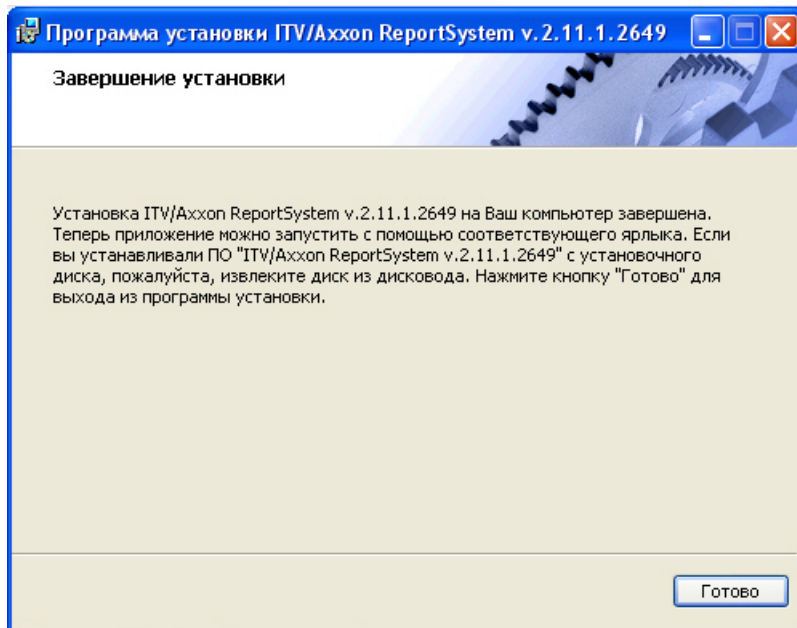 Программа установки ITV/Axxon ReportSystem v.2.11.1.2649
Завершение установки
Установка ITV/Axxon ReportSystem v.2.11.1.2649 на Ваш компьютер завершена.
Теперь приложение можно запустить с помощью соответствующего ярлыка. Если
вы устанавливали ПО "ITV/Axxon ReportSystem v.2.11.1.2649" с установочного
диска, пожалуйста, извлеките диск из дисковода. Нажмите кнопку "Готово" для
выхода из программы установки.
Готово